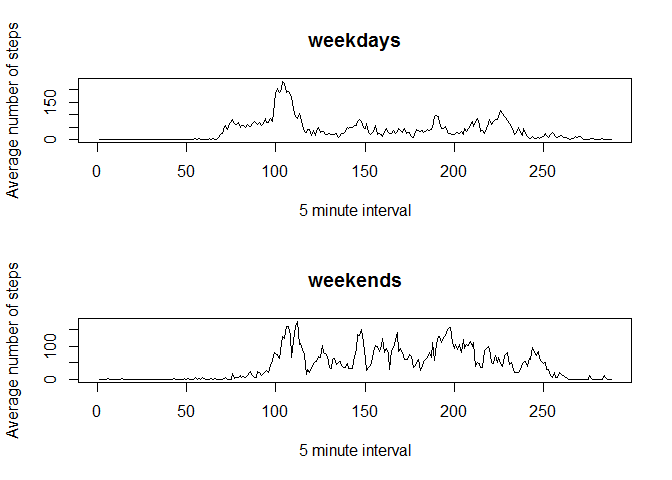 weekdays
Average number of steps
150
0
0 50 100 150 200 250
5 minute interval
weekends
Average number of steps
100
0
0 50 100 150 200 250
5 minute interval